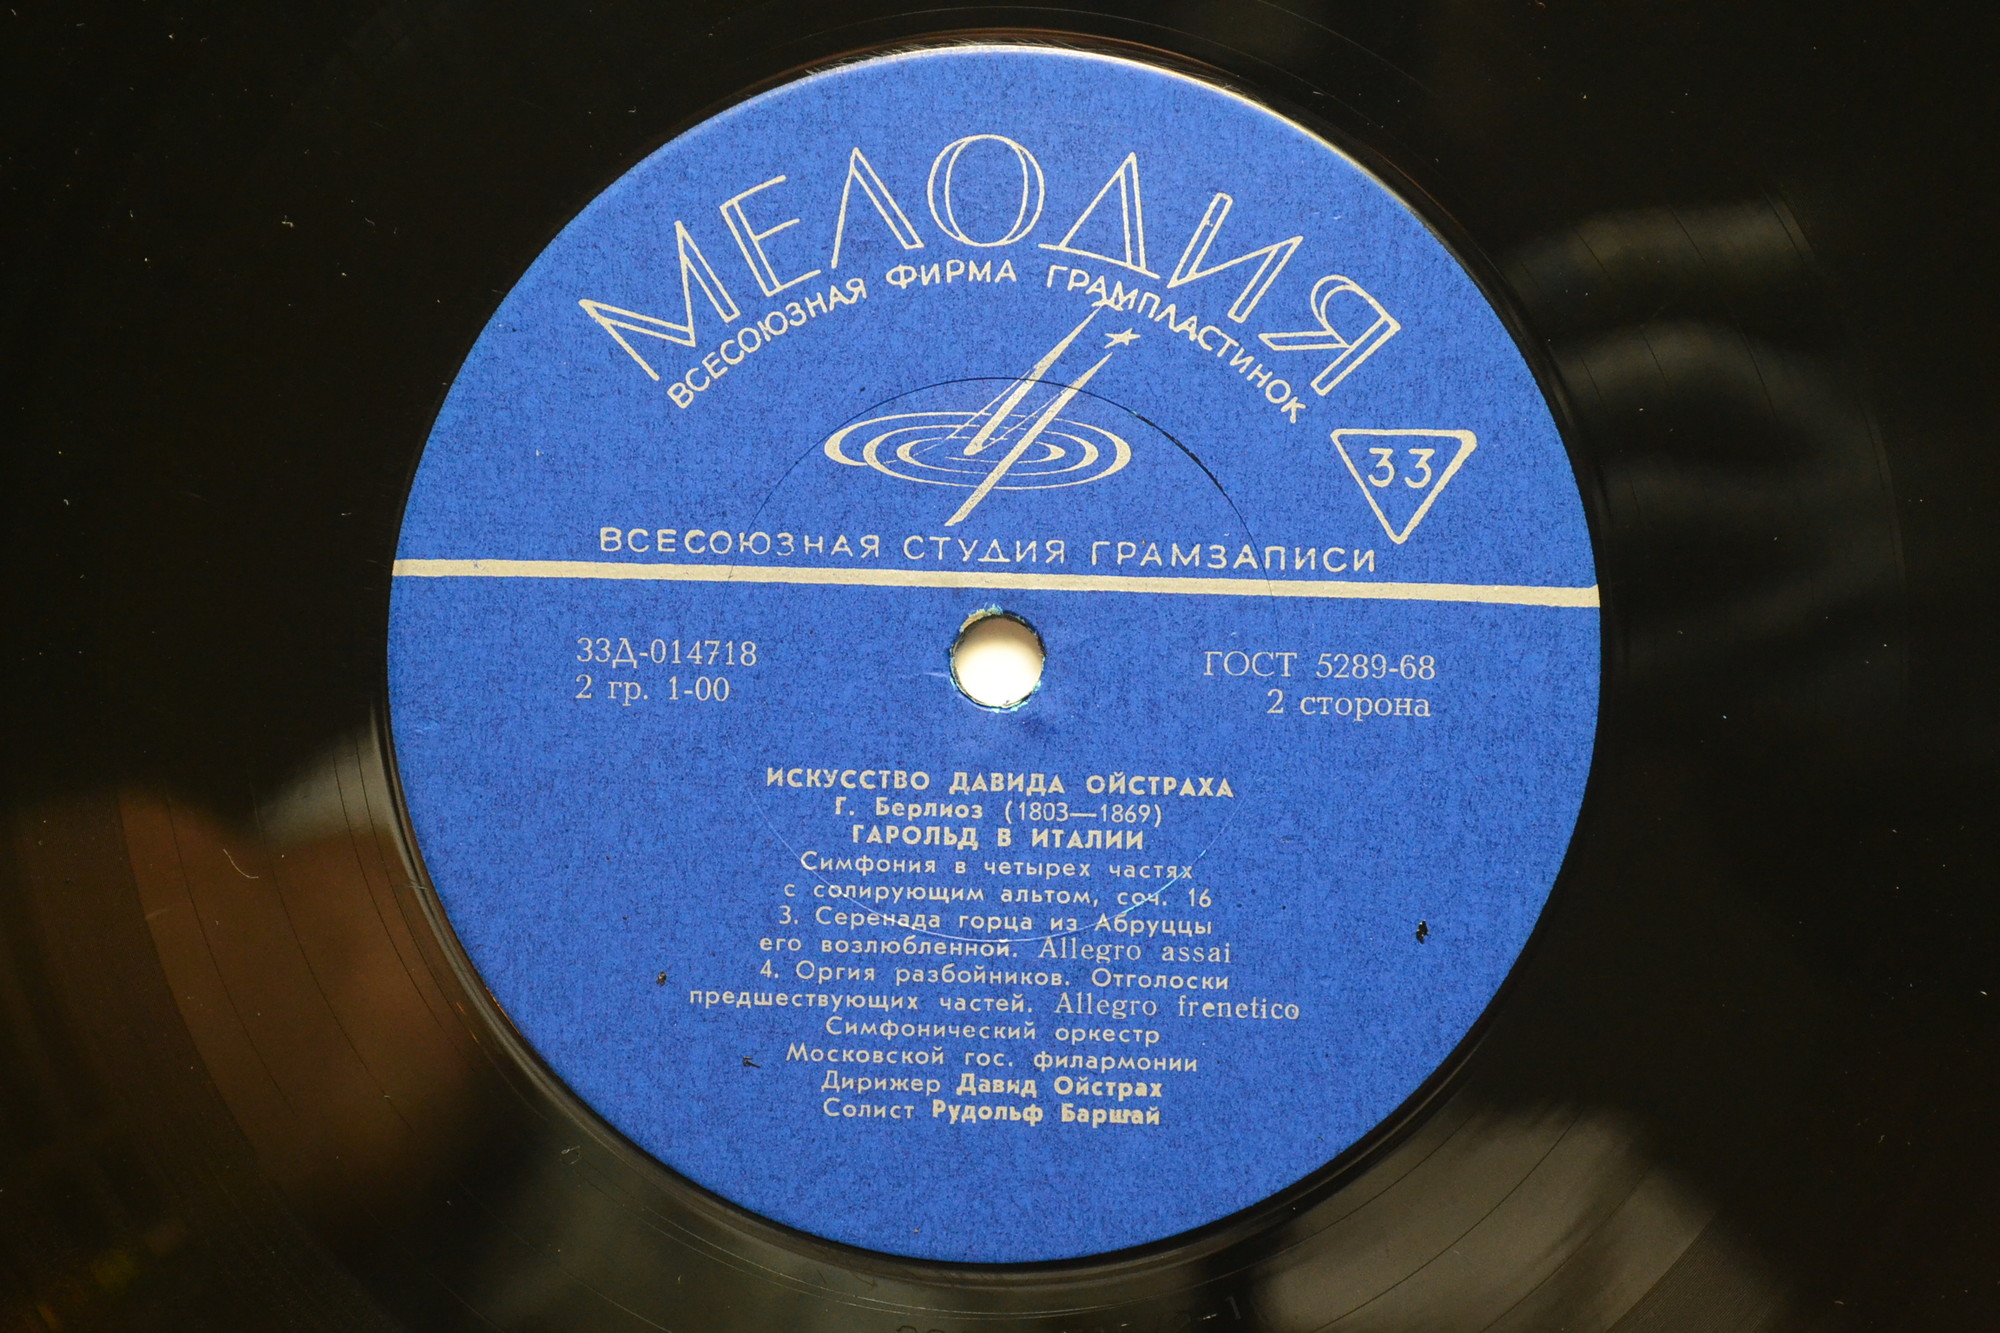 МЕЛОДИЯ
ВСЕСОЮЗНАЯ ФИРМА ГРАМПЛАСТИНОК
33
ВСЕСОЮЗНАЯ СТУДИЯ ГРАМЗАПИСИ
33Д-014718
2 гр. 1-00
ГОСТ 5289-68
2 сторона
ИСКУССТВО ДАВИДА ОЙСТРАХА
Г. Берлиоз (1803—1869)
ГАРОЛЬД В ИТАЛИИ
Симфония в четырех частях
с солирующим альтом, соч. 16
3. Серенада горца из Абруццы
его возлюбленной. Allegro assai
4. Оргия разбойников. Отголоски
предшествующих частей. Allegro frenetico
Симфонический оркестр
Московской гос. филармонии
Дирижер Давид Ойстрах
Солист Рудольф Баршай